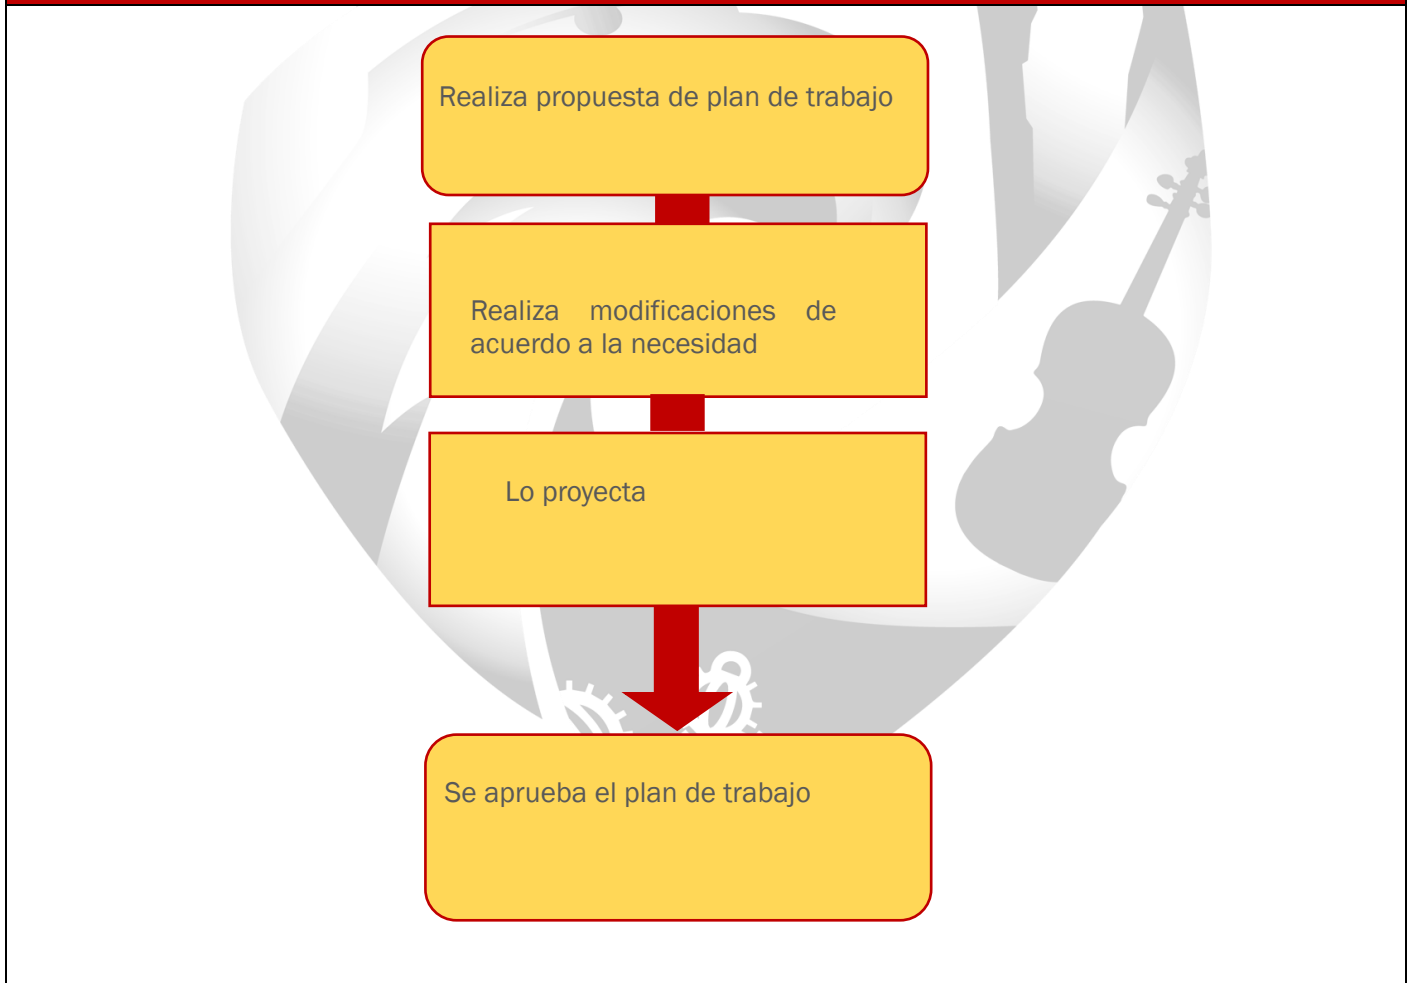 Realiza propuesta de plan de trabajo
Realiza modificaciones de
acuerdo a la necesidad
Lo proyecta
Se aprueba el plan de trabajo